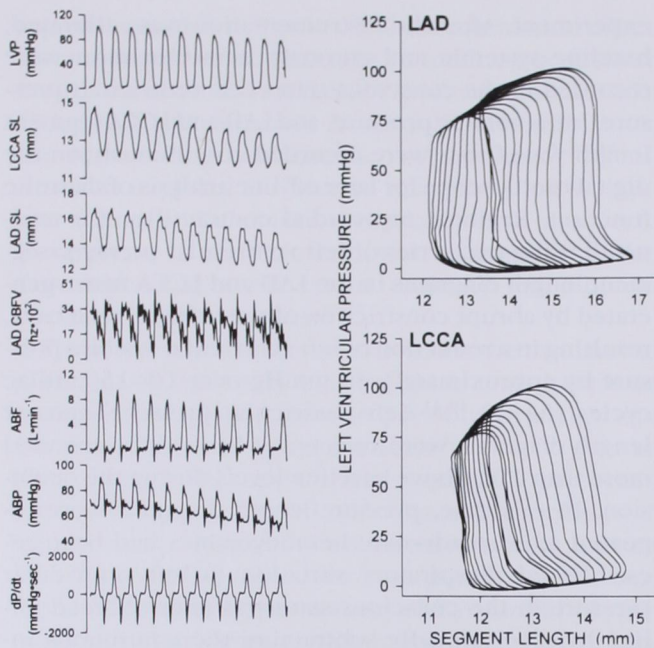 LVP
(mmHg)
120
80
40
0
LCCA SL
(mm)
15
13
11
LAD SL
(mm)
18
16
14
12
LAD CBFV
(hz•10²)
51
34
17
0
ABF
(L•min⁻¹)
12
8
4
0
ABP
(mmHg)
100
80
60
40
dP/dt
(mmHg•sec⁻¹)
2000
0
-2000
LEFT VENTRICULAR PRESSURE (mmHg)
LAD
125
100
75
50
25
0
12 13 14 15 16 17
LCCA
125
100
75
50
25
0
11 12 13 14 15
SEGMENT LENGTH (mm)